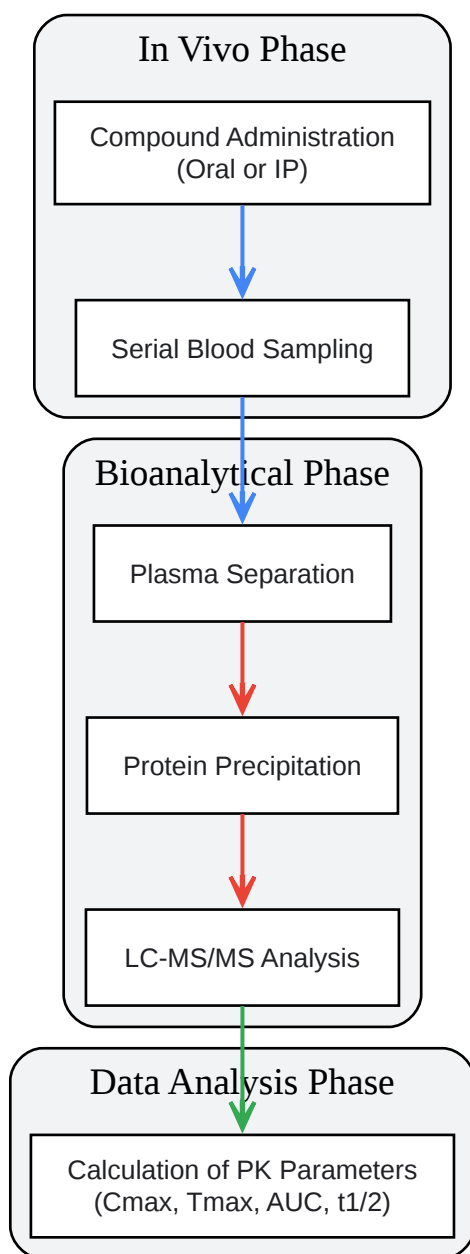 In Vivo Phase
Compound Administration
(Oral or IP)
Serial Blood Sampling
Bioanalytical Phase
Plasma Separation
Protein Precipitation
LC-MS/MS Analysis
Data Analysis Phase
Calculation of PK Parameters
(Cmax, Tmax, AUC, t1/2)